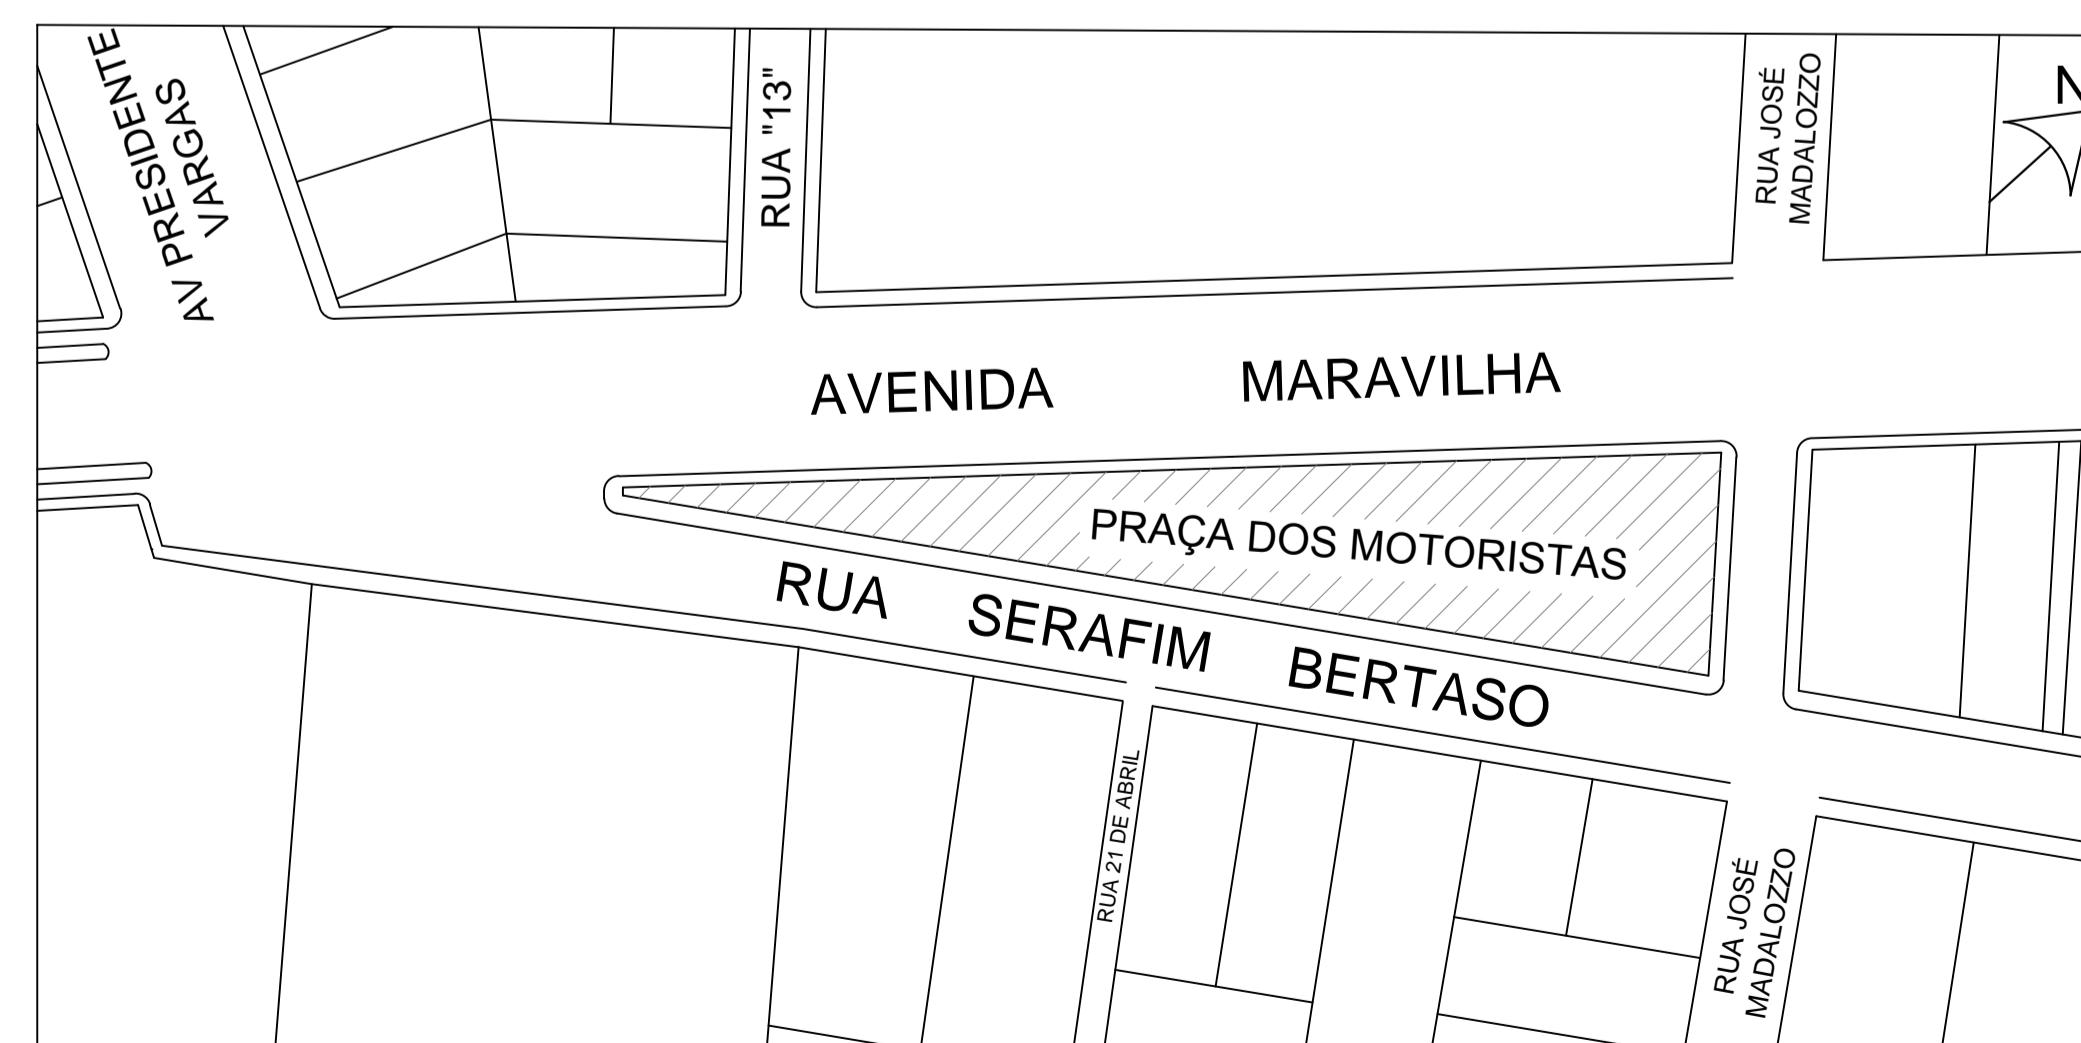 AV PRESIDENTE
VARGAS
RUA "13"
RUA JOSÉ
MADALOZZO
N
AVENIDA MARAVILHA
PRAÇA DOS MOTORISTAS
RUA SERAFIM BERTASO
RUA 21 DE ABRIL
RUA JOSÉ
MADALOZZO